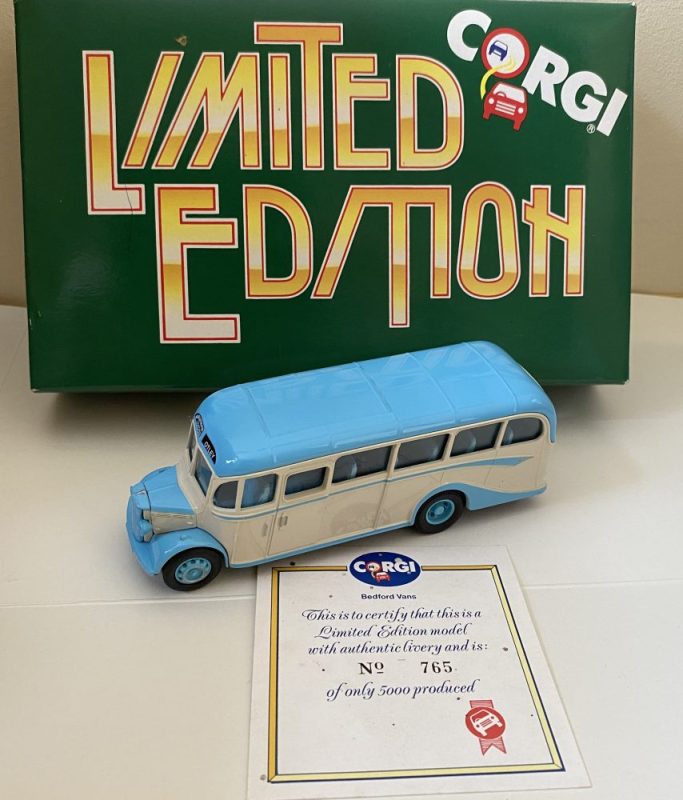 CORGI
®
LIMITED
EDITION
CORGI
Bedford Vans
This is to certify that this is a
Limited Edition model
with authentic livery and is:
Nº 765
of only 5000 produced